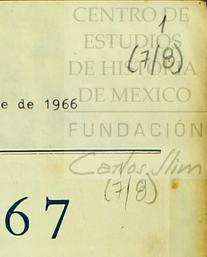 CENTRO DE
1
ESTUDIOS
(7/8)
DE HISTORIA
DE MEXICO
e de 1966
FUNDACIÓN
Carlos Slim
(7/8)
67